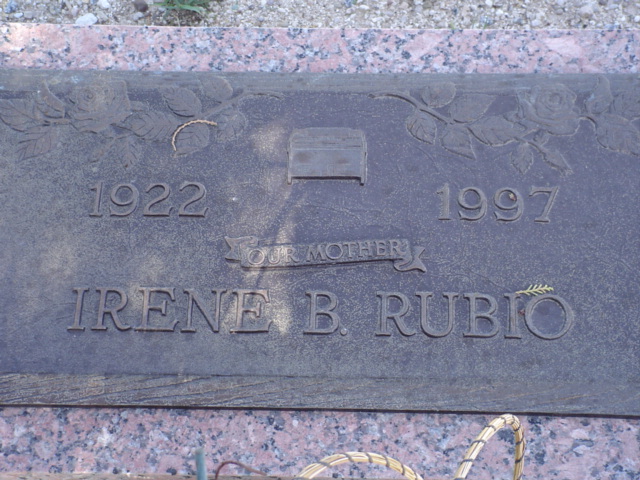 1922 1997
OUR MOTHER
IRENE B. RUBIO